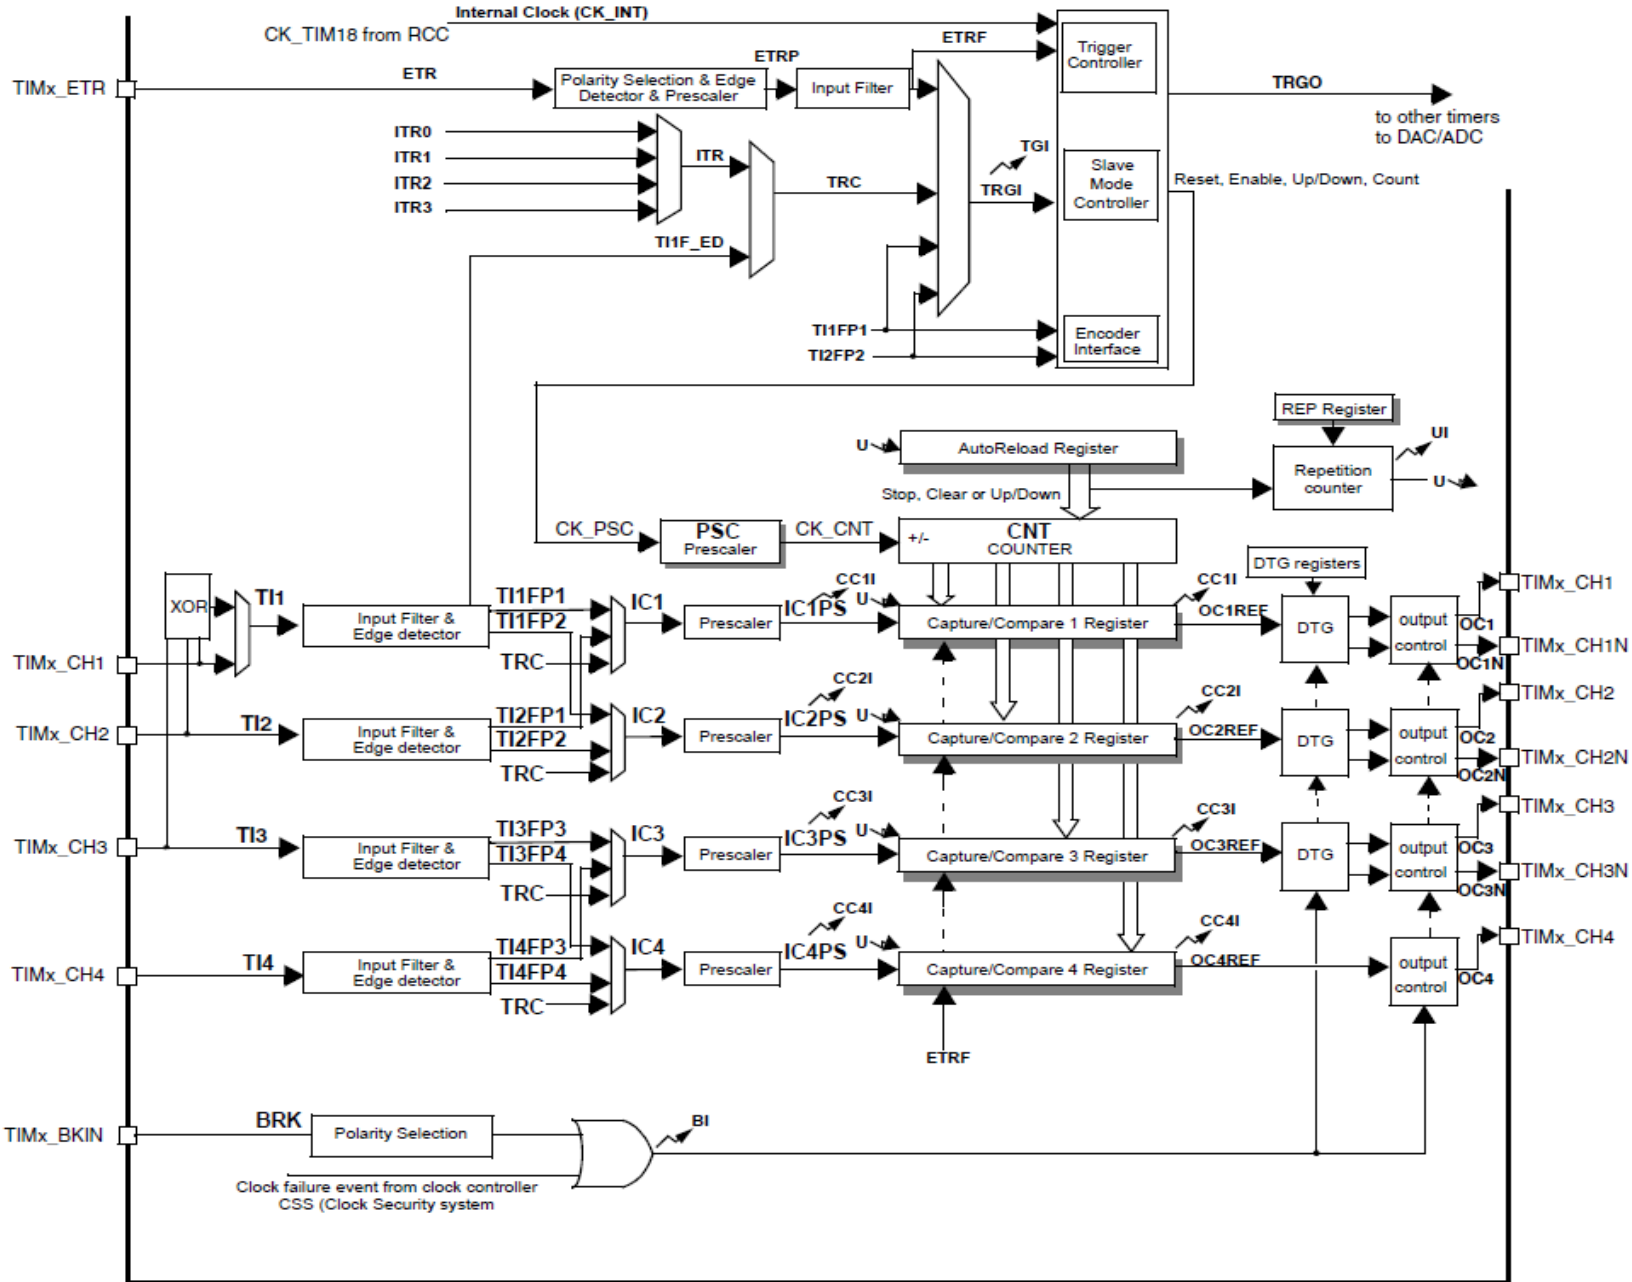 Internal Clock (CK_INT)
CK_TIM18 from RCC
ETRF
Trigger
Controller
ETRP
TIMx_ETR
ETR
Polarity Selection & Edge
Detector & Prescaler
Input Filter
TRGO
to other timers
to DAC/ADC
ITR0
ITR1
ITR2
ITR3
ITR
TRC
TGI
TRGI
Slave
Mode
Controller
Reset, Enable, Up/Down, Count
TI1F_ED
TI1FP1
TI2FP2
Encoder
Interface
REP Register
UI
U
AutoReload Register
Repetition
counter
U
Stop, Clear or Up/Down
CK_PSC
PSC
Prescaler
CK_CNT
+/-
CNT
COUNTER
DTG registers
XOR
TI1
Input Filter &
Edge detector
TI1FP1
TI1FP2
TRC
IC1
Prescaler
CC1I
IC1PS
U
Capture/Compare 1 Register
CC1I
OC1REF
DTG
output
control
OC1
OC1N
TIMx_CH1
TIMx_CH1N
TIMx_CH1
TIMx_CH2
TI2
Input Filter &
Edge detector
TI2FP1
TI2FP2
TRC
IC2
Prescaler
CC2I
IC2PS
U
Capture/Compare 2 Register
CC2I
OC2REF
DTG
output
control
OC2
OC2N
TIMx_CH2
TIMx_CH2N
TIMx_CH3
TI3
Input Filter &
Edge detector
TI3FP3
TI3FP4
TRC
IC3
Prescaler
CC3I
IC3PS
U
Capture/Compare 3 Register
CC3I
OC3REF
DTG
output
control
OC3
OC3N
TIMx_CH3
TIMx_CH3N
TIMx_CH4
TI4
Input Filter &
Edge detector
TI4FP3
TI4FP4
TRC
IC4
Prescaler
CC4I
IC4PS
U
Capture/Compare 4 Register
CC4I
OC4REF
output
control
OC4
TIMx_CH4
ETRF
TIMx_BKIN
BRK
Polarity Selection
BI
Clock failure event from clock controller
CSS (Clock Security system